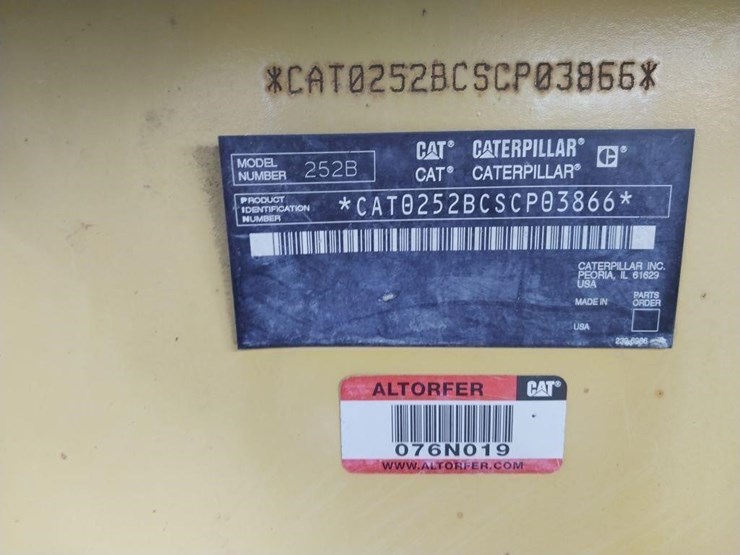 *CAT0252BCSCP03866*
CAT® CATERPILLAR®
MODEL NUMBER 252B
CAT® CATERPILLAR®
PRODUCT IDENTIFICATION NUMBER *CAT0252BCSCP03866*
CATERPILLAR INC.
PEORIA, IL 61629
USA
MADE IN
PARTS ORDER
USA
ALTORFER CAT®
076N019
WWW.ALTORFER.COM